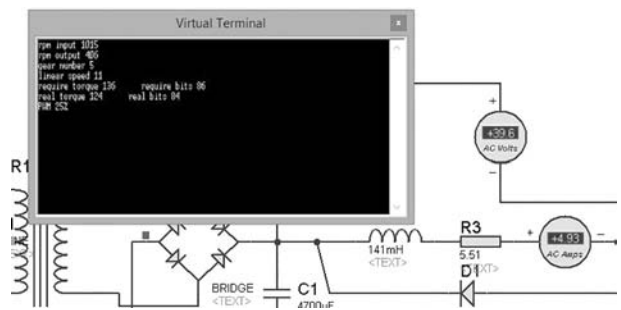 Virtual Terminal
x
rpm input 1015
rpm output 406
gear number 5
linear speed 11
require torque 136 require bits 86
real torque 124 real bits 84
PWM 252
R1
+39.6
AC Volts
+
−
141mH
<TEXT>
R3
5.51
<TEXT>
+
−
+4.93
AC Amps
D1
BRIDGE
<TEXT>
C1
4700uF